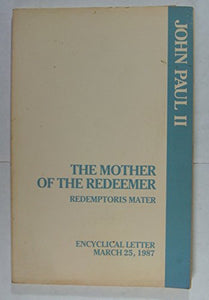 JOHN PAUL II
THE MOTHER
OF THE REDEEMER
REDEMPTORIS MATER
ENCYCLICAL LETTER
MARCH 25, 1987